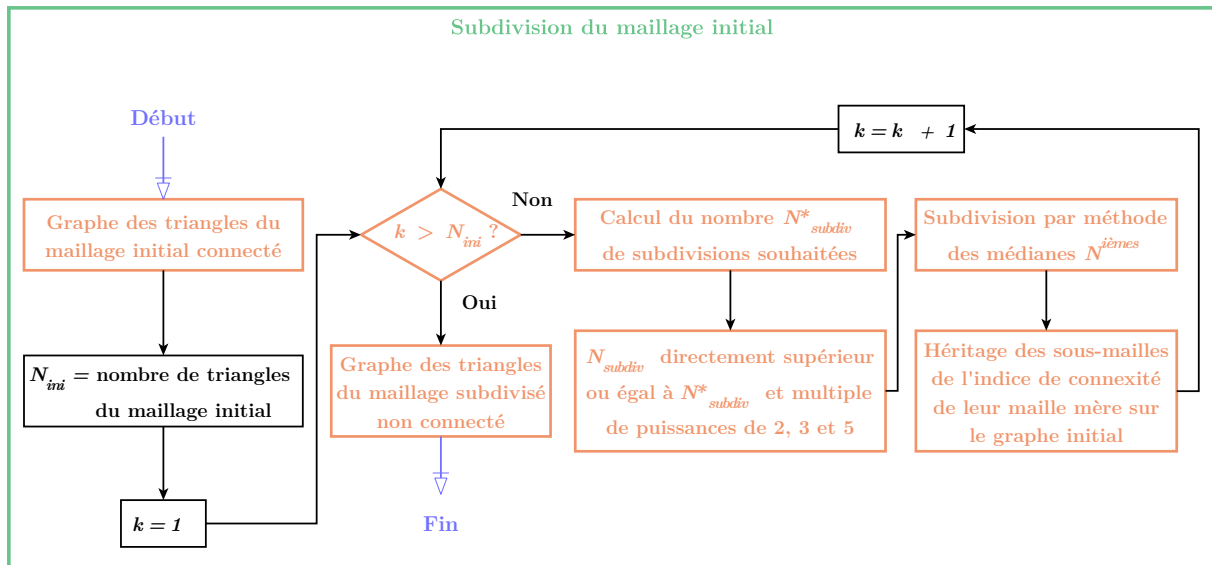 Subdivision du maillage initial
Début
Graphe des triangles du
maillage initial connecté
N_ini = nombre de triangles
du maillage initial
k = 1
k > N_ini ?
Non
Oui
Graphe des triangles
du maillage subdivisé
non connecté
Fin
Calcul du nombre N*_subdiv
de subdivisions souhaitées
N_subdiv directement supérieur
ou égal à N*_subdiv et multiple
de puissances de 2, 3 et 5
Subdivision par méthode
des médianes N^ièmes
Héritage des sous-mailles
de l'indice de connexité
de leur maille mère sur
le graphe initial
k = k + 1